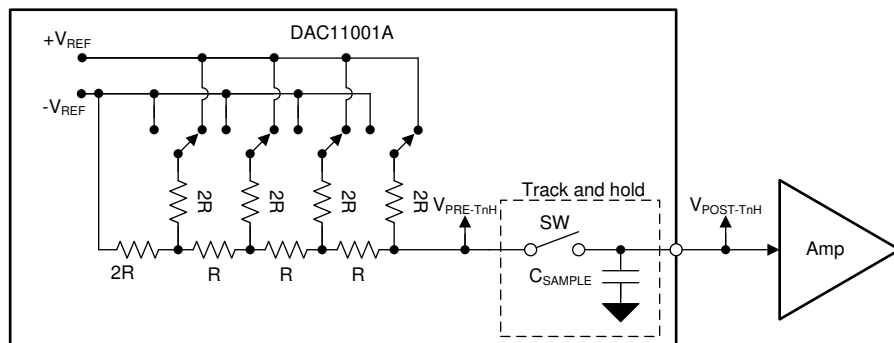 DAC11001A
+VREF
-VREF
2R
2R
2R
2R
2R
R
R
R
VPRE-TnH
Track and hold
SW
CSAMPLE
VPOST-TnH
Amp